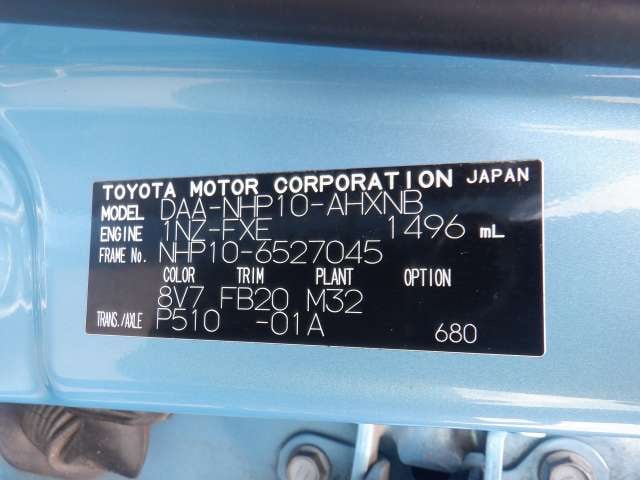 TOYOTA MOTOR CORPORATION JAPAN
MODEL DAA-NHP10-AHXNB
ENGINE 1NZ-FXE 1496 mL
FRAME No. NHP10-6527045
COLOR TRIM PLANT OPTION
8V7 FB20 M32
TRANS./AXLE P510 -01A 680